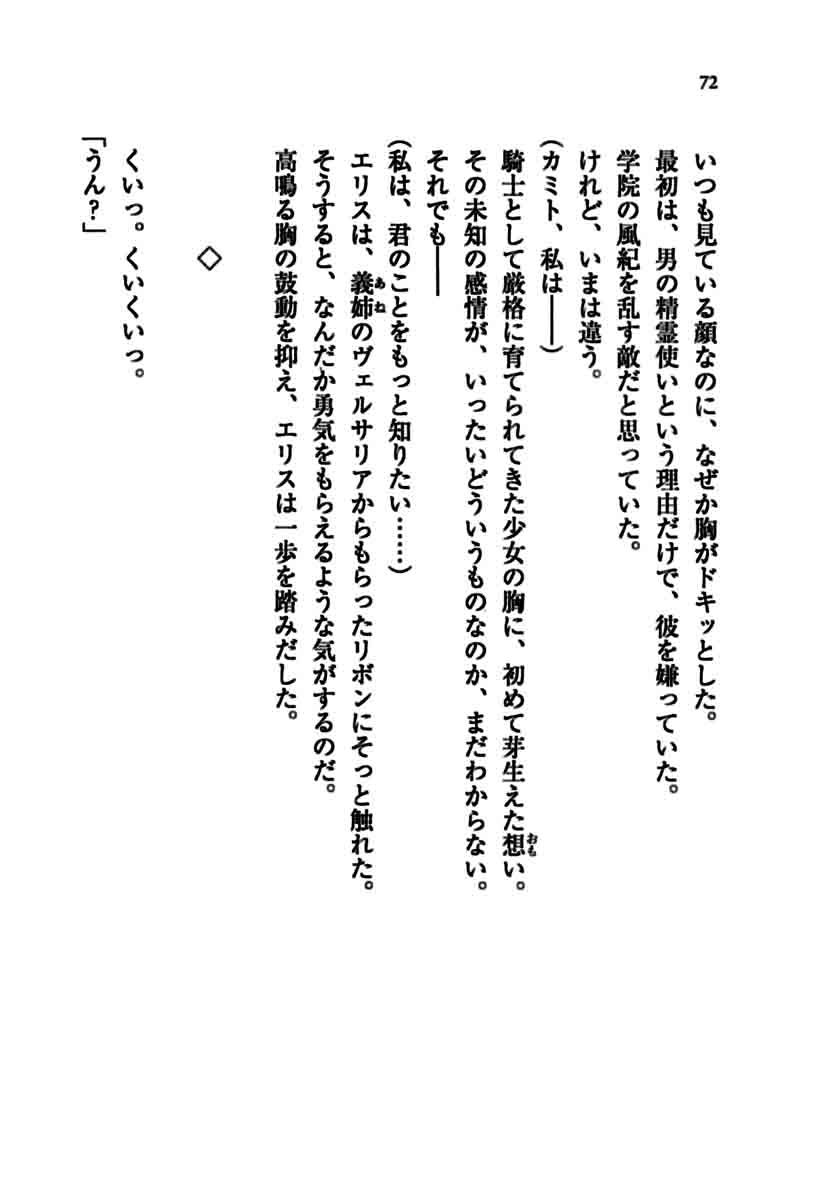 72
いつも見ている顔なのに、なぜか胸がドキッとした。
最初は、男の精霊使いという理由だけで、彼を嫌っていた。
学院の風紀を乱す敵だと思っていた。
けれど、いまは違う。
（カミト、私は――）
騎士として厳格に育てられてきた少女の胸に、初めて芽生えた想い。
その未知の感情が、いったいどういうものなのか、まだわからない。
それでも――
（私は、君のことをもっと知りたい……）
エリスは、義姉のヴェルサリアからもらったリボンにそっと触れた。
そうすると、なんだか勇気をもらえるような気がするのだ。
高鳴る胸の鼓動を抑え、エリスは一歩を踏みだした。
◇
くいっ。くいくいっ。
「うん？」